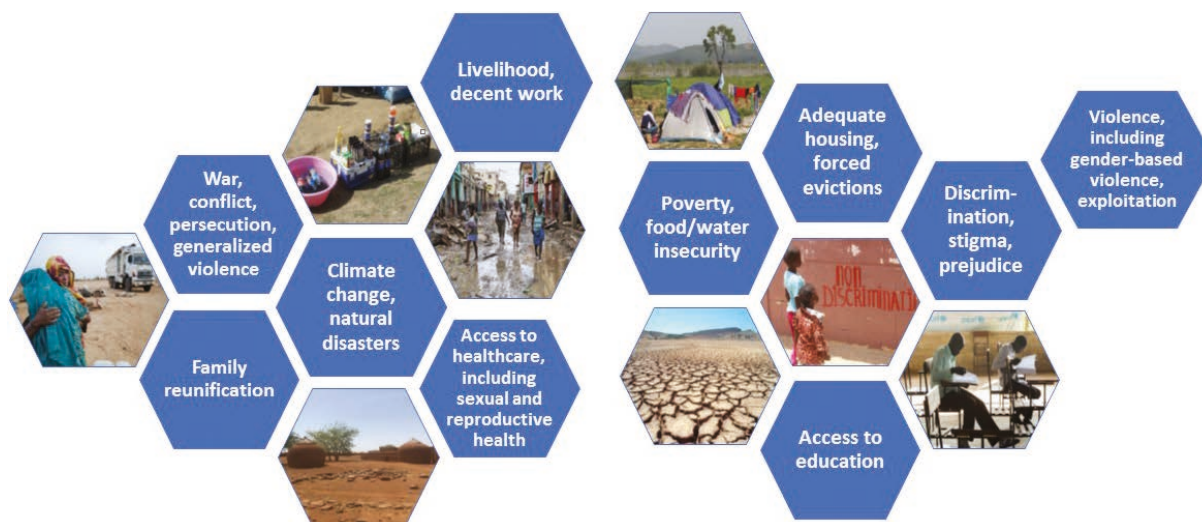 Livelihood,
decent work
War,
conflict,
persecution,
generalized
violence
Climate
change,
natural
disasters
Family
reunification
Access to
healthcare,
including
sexual and
reproductive
health
Adequate
housing,
forced
evictions
Violence,
including
gender-based
violence,
exploitation
Poverty,
food/water
insecurity
Discrim-
ination,
stigma,
prejudice
non
DISCRIMINATI
Access to
education